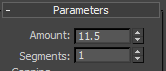 - Parameters
Amount: 11.5
Segments: 1